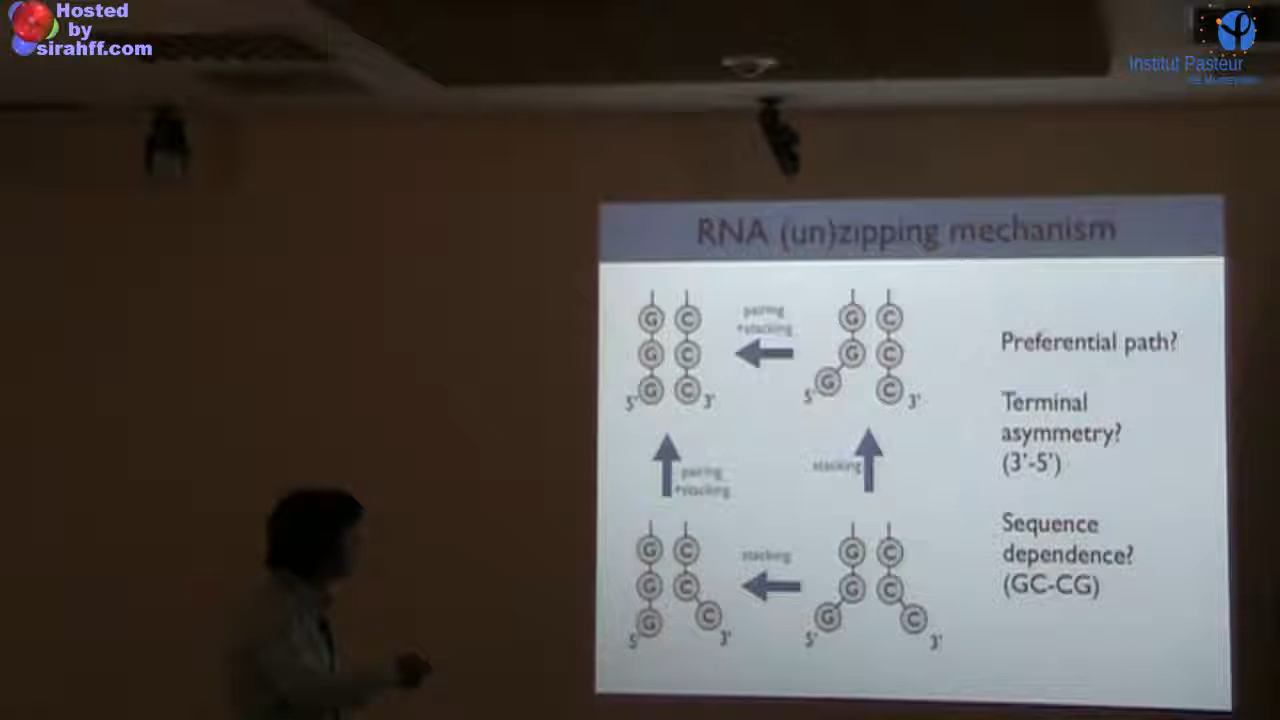 Hosted
by
sirahff.com
Institut Pasteur
RNA (un)zipping mechanism
G C
G C
5' G C 3'
pairing
+stacking
G C
G C
5' G C 3'
Preferential path?
Terminal
asymmetry?
(3'-5')
pairing
+stacking
stacking
G C
G C
5' G C 3'
stacking
G C
G C
5' G C 3'
Sequence
dependence?
(GC-CG)